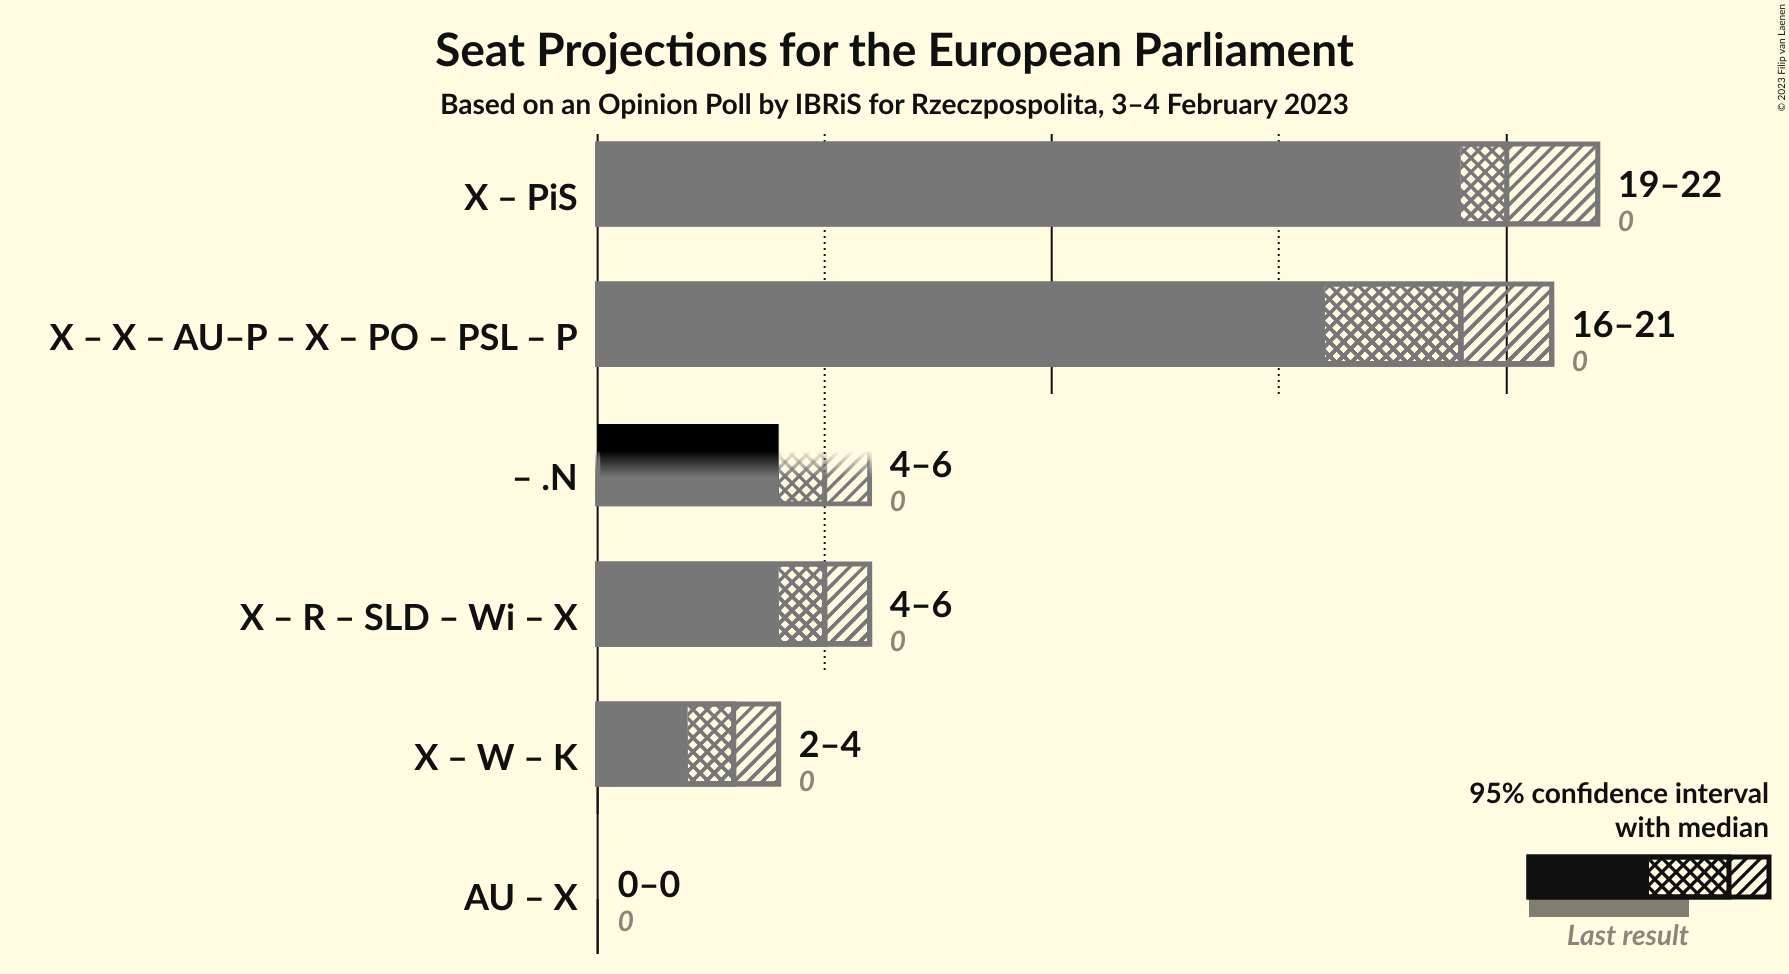 Seat Projections for the European Parliament
Based on an Opinion Poll by IBRiS for Rzeczpospolita, 3–4 February 2023
© 2023 Filip van Laenen
X – PiS
19–22
0
X – X – AU–P – X – PO – PSL – P
16–21
0
– .N
4–6
0
X – R – SLD – Wi – X
4–6
0
X – W – K
2–4
0
AU – X
0–0
0
95% confidence interval
with median
Last result